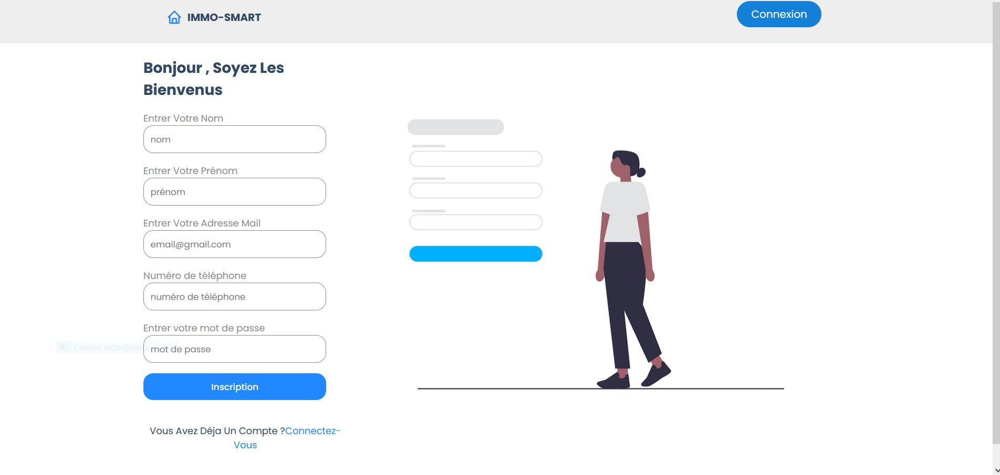 IMMO-SMART
Connexion
Bonjour , Soyez Les
Bienvenus
Entrer Votre Nom
nom
Entrer Votre Prénom
prénom
Entrer Votre Adresse Mail
email@gmail.com
Numéro de téléphone
numéro de téléphone
Entrer votre mot de passe
Capture rectangulaire
mot de passe
Inscription
Vous Avez Déja Un Compte ?Connectez-
Vous